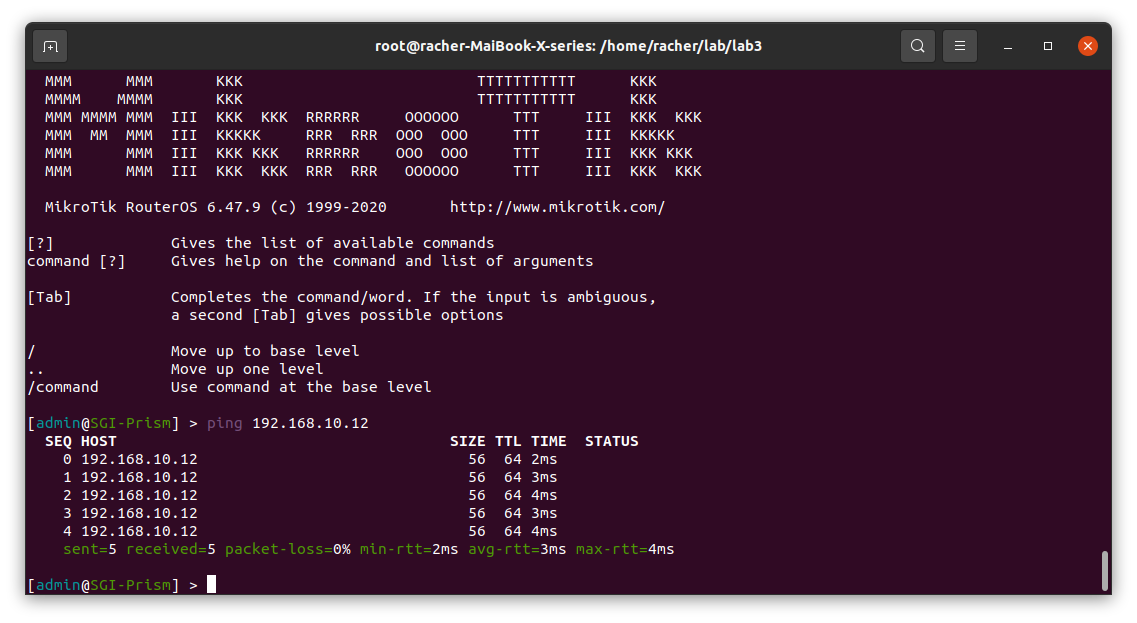 root@racher-MaiBook-X-series: /home/racher/lab/lab3
  MMM      MMM       KKK                          TTTTTTTTTTT      KKK
  MMMM    MMMM       KKK                          TTTTTTTTTTT      KKK
  MMM MMMM MMM  III  KKK  KKK  RRRRRR     OOOOOO      TTT     III  KKK  KKK
  MMM  MM  MMM  III  KKKKK     RRR  RRR  OOO  OOO     TTT     III  KKKKK
  MMM      MMM  III  KKK KKK   RRRRRR    OOO  OOO     TTT     III  KKK KKK
  MMM      MMM  III  KKK  KKK  RRR  RRR   OOOOOO      TTT     III  KKK  KKK
  MikroTik RouterOS 6.47.9 (c) 1999-2020       http://www.mikrotik.com/
[?]             Gives the list of available commands
command [?]     Gives help on the command and list of arguments
[Tab]           Completes the command/word. If the input is ambiguous,
                a second [Tab] gives possible options
/               Move up to base level
..              Move up one level
/command        Use command at the base level
[admin@SGI-Prism] > ping 192.168.10.12
  SEQ HOST                                     SIZE TTL TIME  STATUS
    0 192.168.10.12                              56  64 2ms
    1 192.168.10.12                              56  64 3ms
    2 192.168.10.12                              56  64 4ms
    3 192.168.10.12                              56  64 3ms
    4 192.168.10.12                              56  64 4ms
    sent=5 received=5 packet-loss=0% min-rtt=2ms avg-rtt=3ms max-rtt=4ms
[admin@SGI-Prism] >